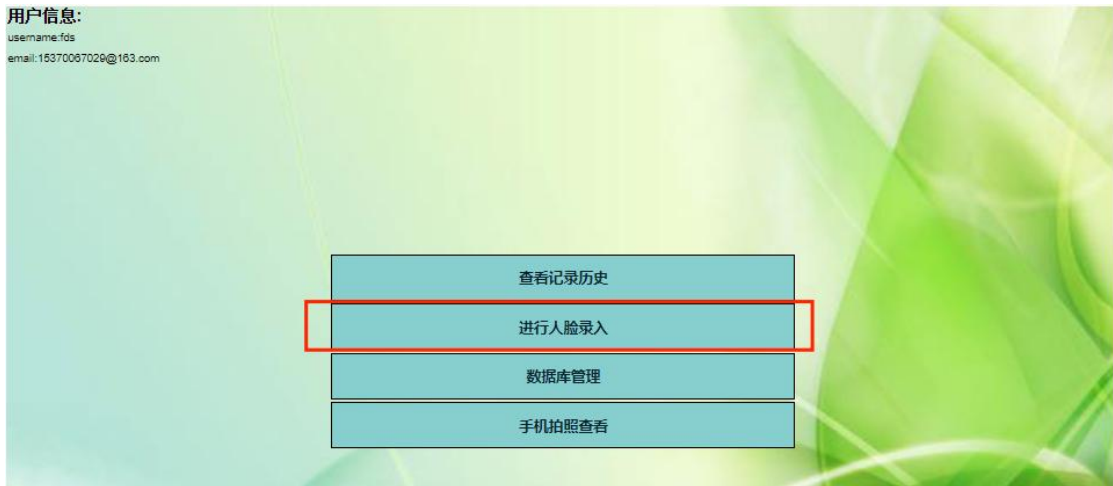 用户信息:
username:fds
email:15370067029@163.com
查看记录历史
进行人脸录入
数据库管理
手机拍照查看